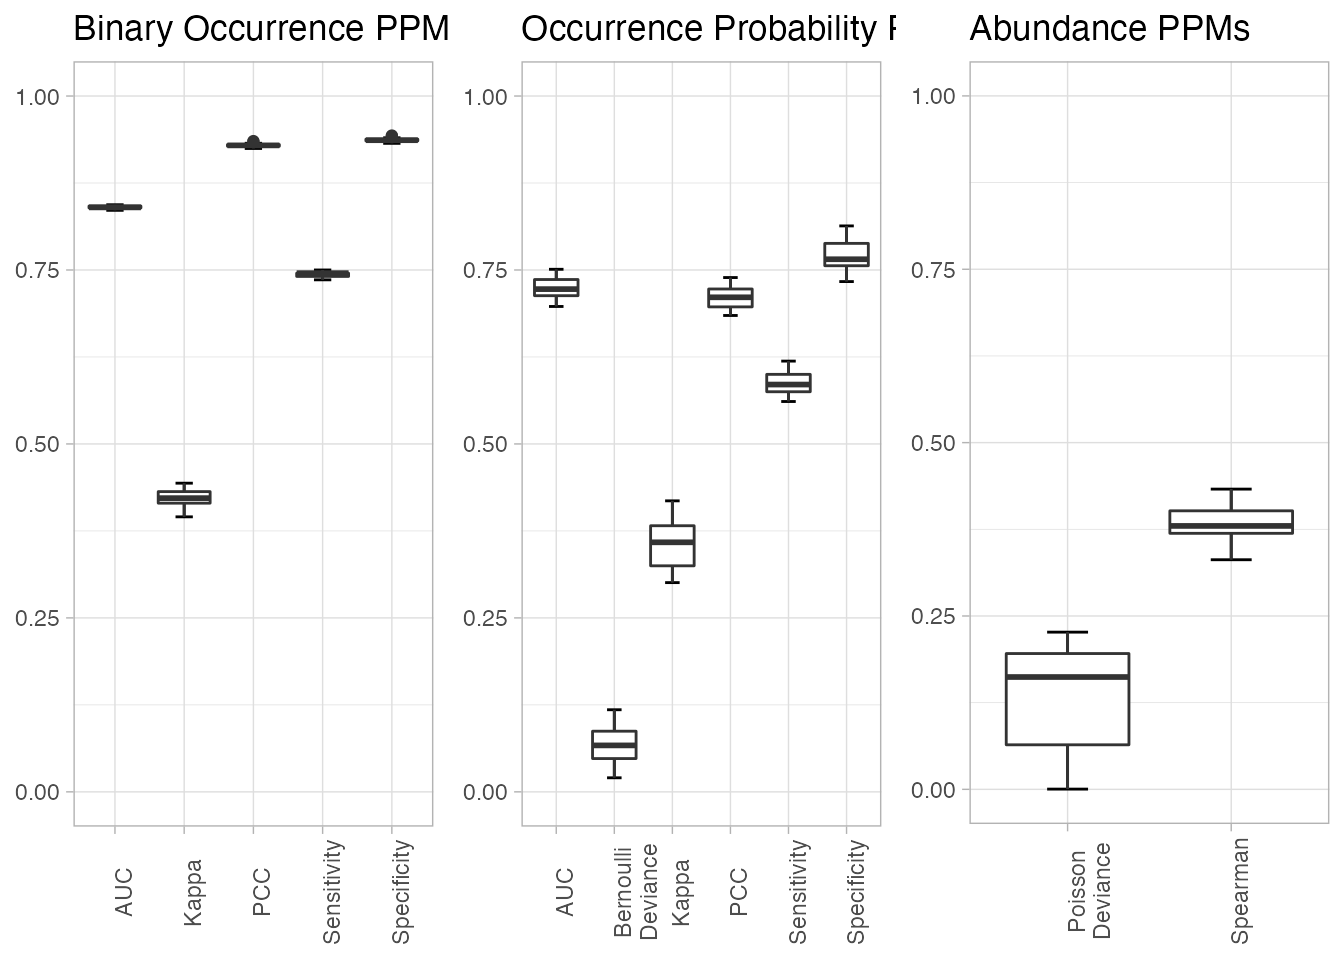 Binary Occurrence PPM
1.00
0.75
0.50
0.25
0.00
AUC
Kappa
PCC
Sensitivity
Specificity
Occurrence Probability
1.00
0.75
0.50
0.25
0.00
AUC
Bernoulli
Deviance
Kappa
PCC
Sensitivity
Specificity
Abundance PPMs
1.00
0.75
0.50
0.25
0.00
Poisson
Deviance
Spearman